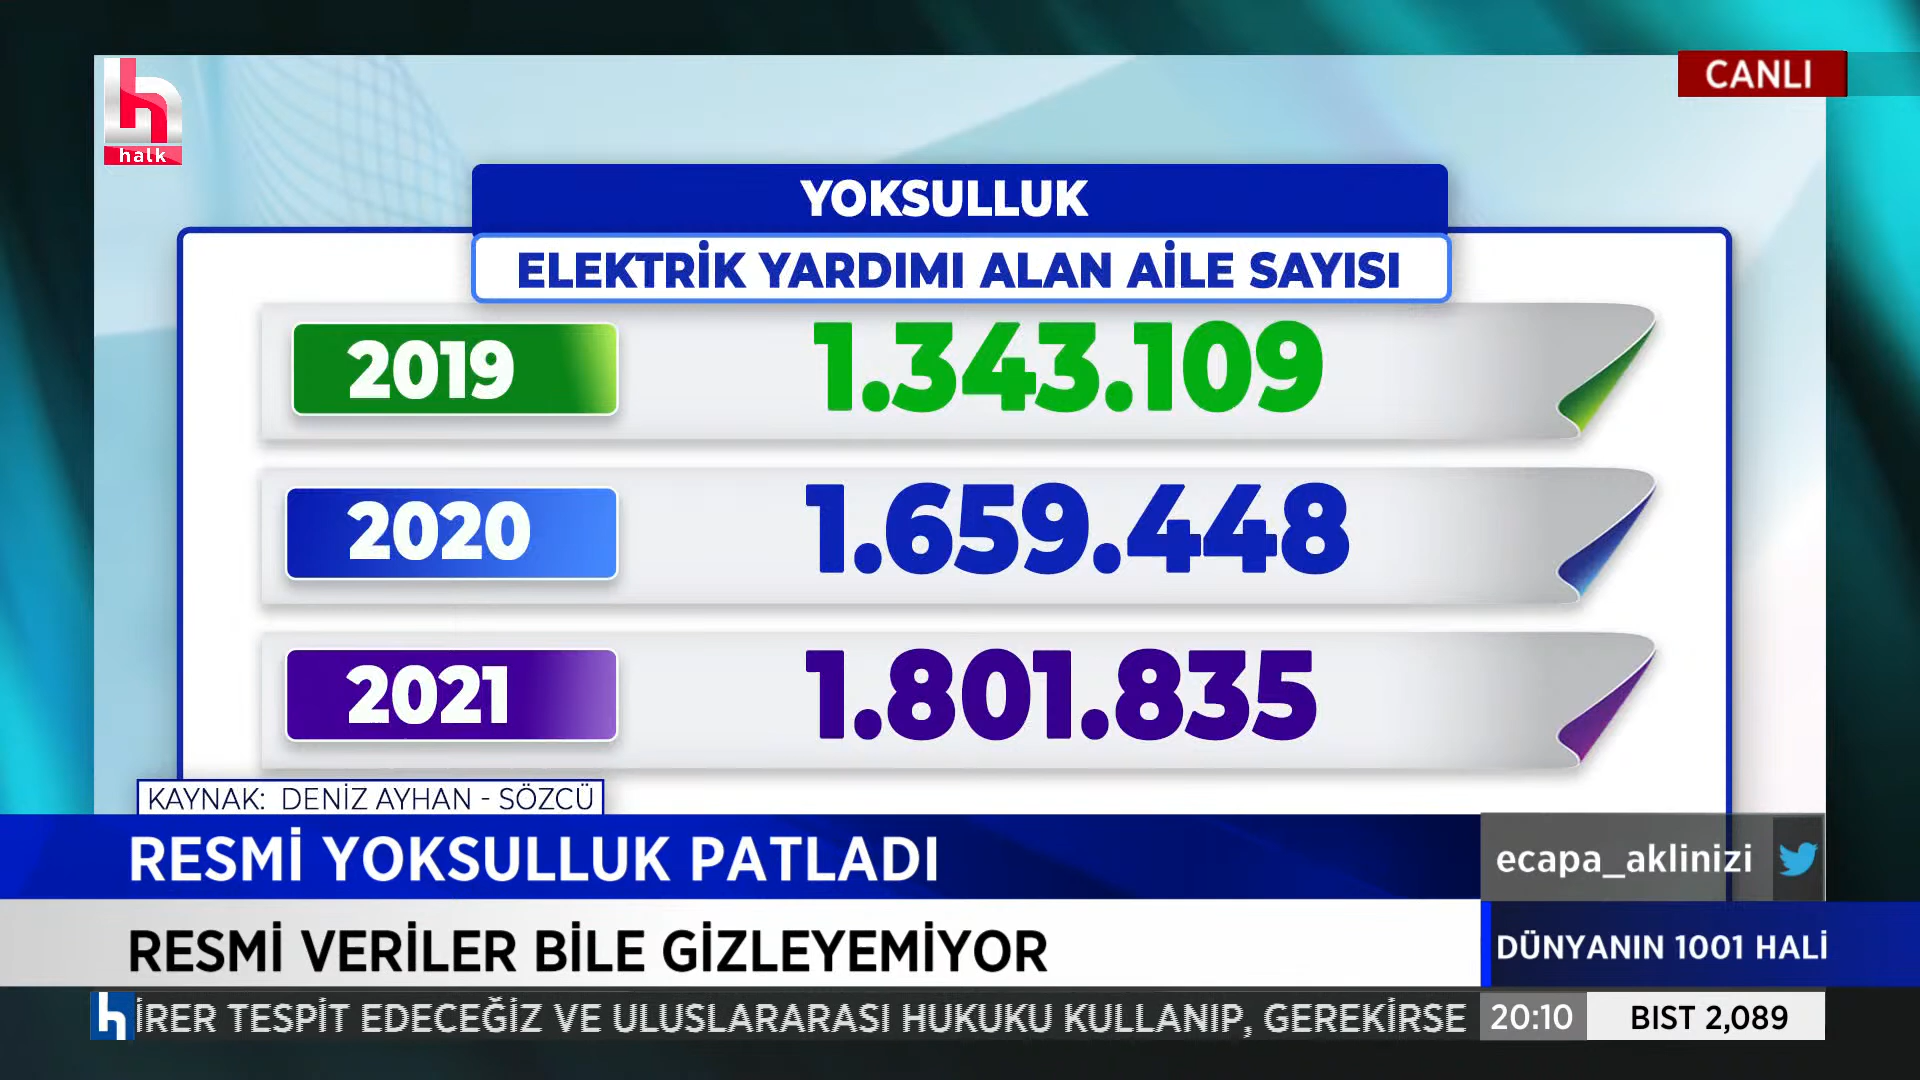 h
halk
CANLI
YOKSULLUK
ELEKTRİK YARDIMI ALAN AİLE SAYISI
2019 1.343.109
2020 1.659.448
2021 1.801.835
KAYNAK: DENİZ AYHAN - SÖZCÜ
RESMİ YOKSULLUK PATLADI
ecapa_aklinizi
RESMİ VERİLER BİLE GİZLEYEMİYOR
DÜNYANIN 1001 HALİ
h İRER TESPİT EDECEĞİZ VE ULUSLARARASI HUKUKU KULLANIP, GEREKİRSE 20:10 BIST 2,089